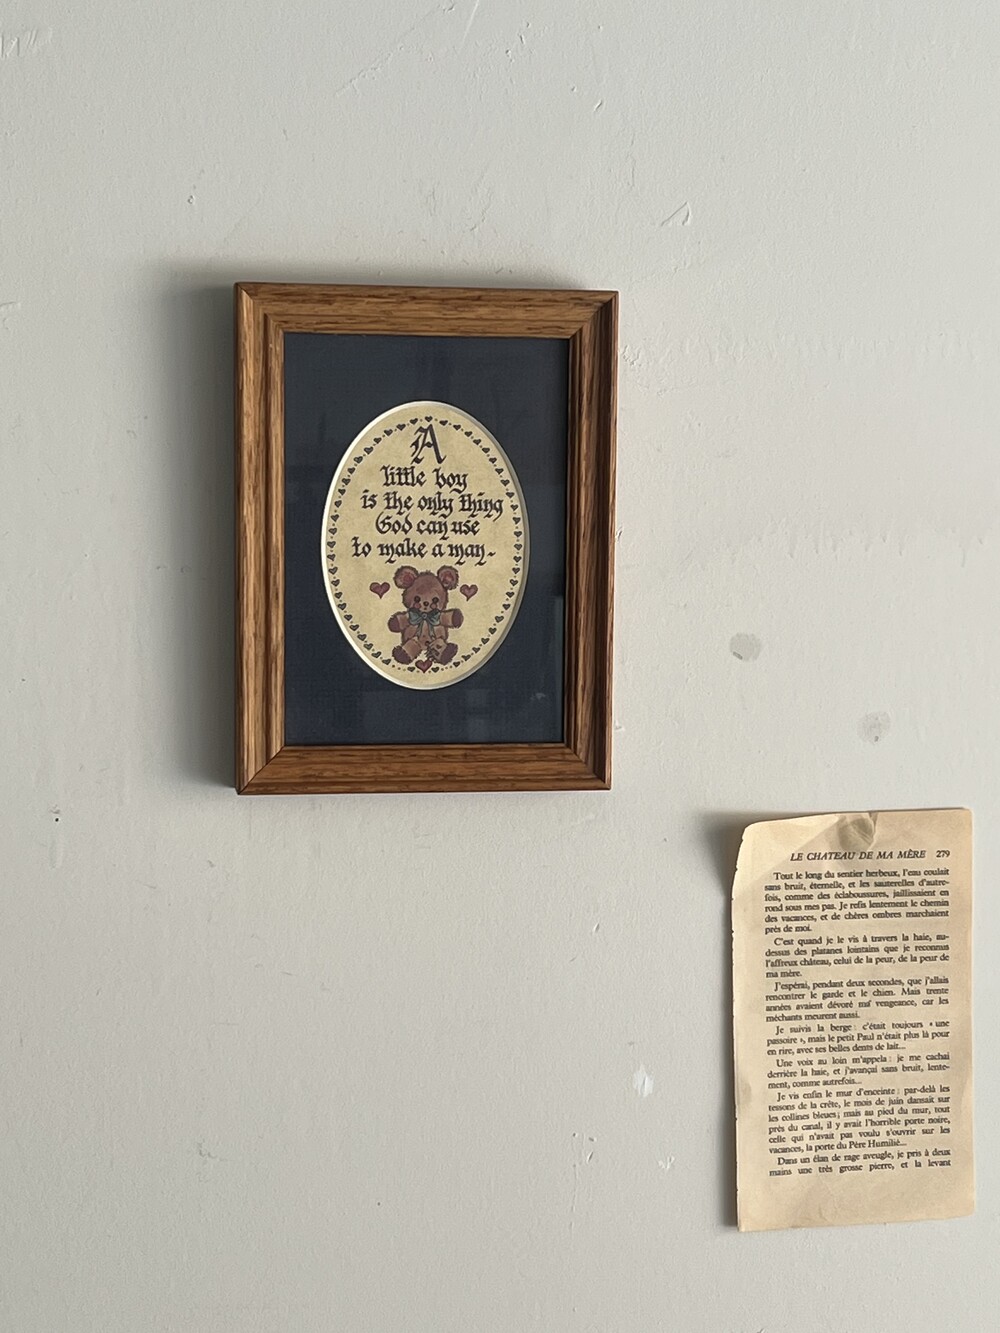 A
little boy
is the only thing
God can use
to make a man-
LE CHATEAU DE MA MÈRE 279
Tout le long du sentier herbeux, l'eau coulait
sans bruit, éternelle, et les sauterelles d'autre-
fois, comme des éclaboussures, jaillissaient en
rond sous mes pas. Je refis lentement le chemin
des vacances, et de chères ombres marchaient
près de moi.
C'est quand je le vis à travers la haie, au-
dessus des platanes lointains que je reconnus
l'affreux château, celui de la peur, de la peur de
ma mère.
J'espérai, pendant deux secondes, que j'allais
rencontrer le garde et le chien. Mais trente
années avaient dévoré ma vengeance, car les
méchants meurent aussi.
Je suivis la berge : c'était toujours « une
passoire », mais le petit Paul n'était plus là pour
en rire, avec ses belles dents de lait...
Une voix au loin m'appela : je me cachai
derrière la haie, et j'avançai sans bruit, lente-
ment, comme autrefois...
Je vis enfin le mur d'enceinte : par-delà les
tessons de la crête, le mois de juin dansait sur
les collines bleues ; mais au pied du mur, tout
près du canal, il y avait l'horrible porte noire,
celle qui n'avait pas voulu s'ouvrir sur les
vacances, la porte du Père Humilié...
Dans un élan de rage aveugle, je pris à deux
mains une très grosse pierre, et la levant